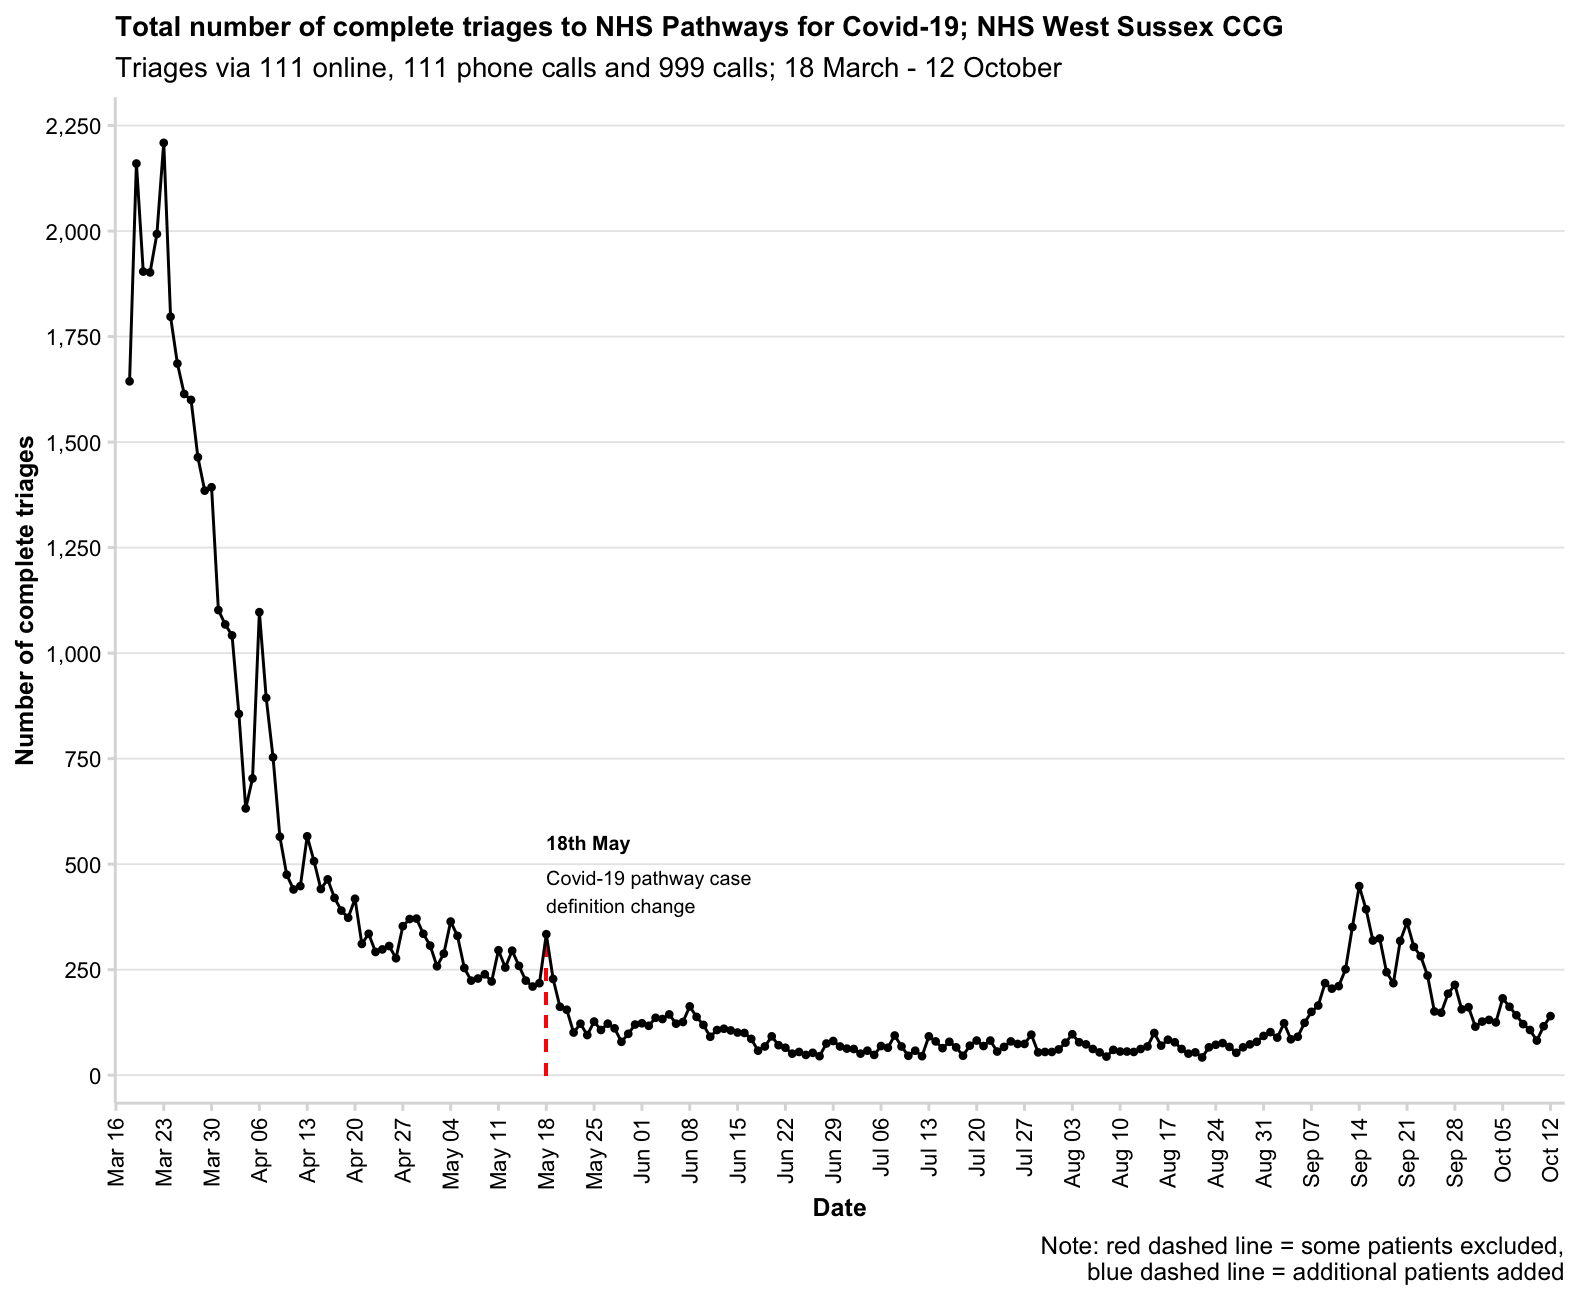 Total number of complete triages to NHS Pathways for Covid-19; NHS West Sussex CCG
Triages via 111 online, 111 phone calls and 999 calls; 18 March - 12 October
Number of complete triages
2,250
2,000
1,750
1,500
1,250
1,000
750
500
250
0
18th May
Covid-19 pathway case
definition change
Mar 16
Mar 23
Mar 30
Apr 06
Apr 13
Apr 20
Apr 27
May 04
May 11
May 18
May 25
Jun 01
Jun 08
Jun 15
Jun 22
Jun 29
Jul 06
Jul 13
Jul 20
Jul 27
Aug 03
Aug 10
Aug 17
Aug 24
Aug 31
Sep 07
Sep 14
Sep 21
Sep 28
Oct 05
Oct 12
Date
Note: red dashed line = some patients excluded,
blue dashed line = additional patients added